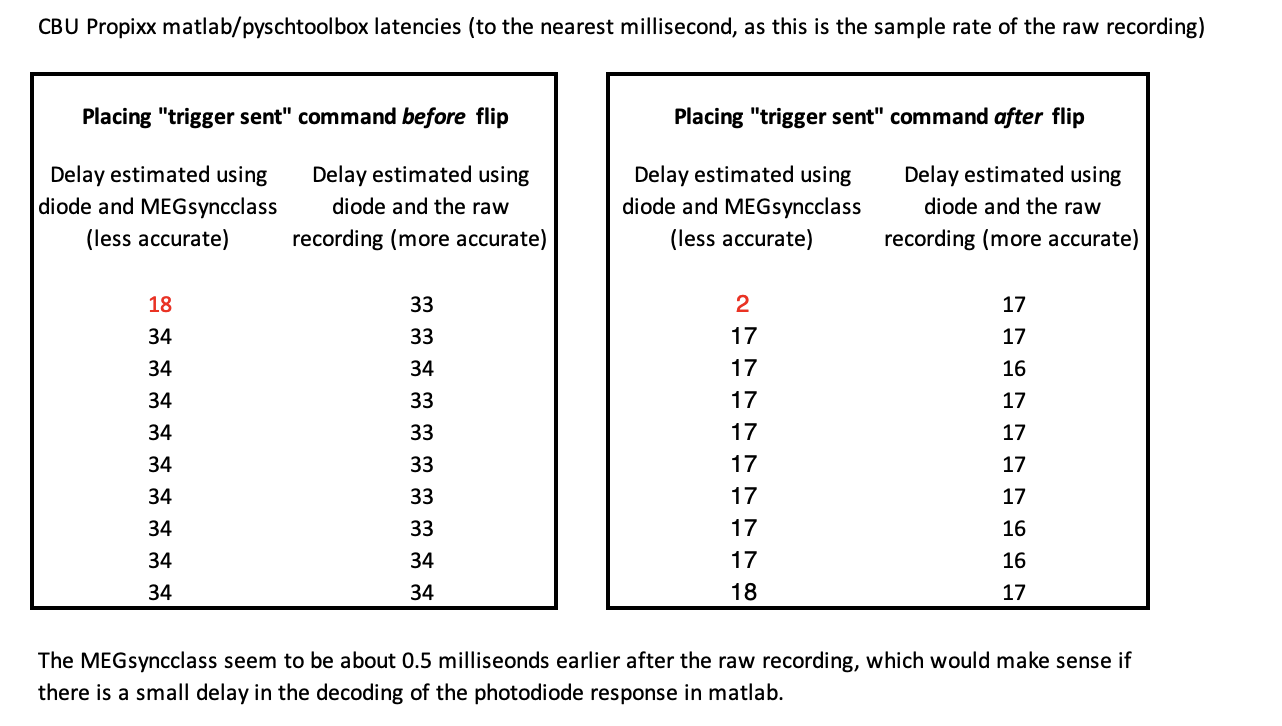 CBU Propixx matlab/pyschtoolbox latencies (to the nearest millisecond, as this is the sample rate of the raw recording)
Placing "trigger sent" command before flip
Delay estimated using diode and MEGsyncclass (less accurate)
Delay estimated using diode and the raw recording (more accurate)
18 33
34 33
34 34
34 33
34 33
34 33
34 33
34 33
34 34
34 34
Placing "trigger sent" command after flip
Delay estimated using diode and MEGsyncclass (less accurate)
Delay estimated using diode and the raw recording (more accurate)
2 17
17 17
17 16
17 17
17 17
17 17
17 17
17 16
17 16
18 17
The MEGsyncclass seem to be about 0.5 milliseonds earlier after the raw recording, which would make sense if
there is a small delay in the decoding of the photodiode response in matlab.